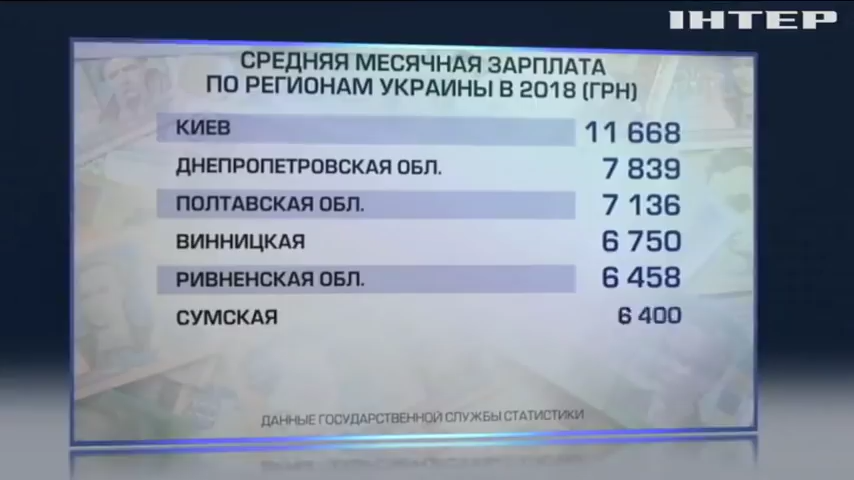 ІНТЕР
СРЕДНЯЯ МЕСЯЧНАЯ ЗАРПЛАТА
ПО РЕГИОНАМ УКРАИНЫ В 2018 (ГРН)
КИЕВ 11 668
ДНЕПРОПЕТРОВСКАЯ ОБЛ. 7 839
ПОЛТАВСКАЯ ОБЛ. 7 136
ВИННИЦКАЯ 6 750
РИВНЕНСКАЯ ОБЛ. 6 458
СУМСКАЯ 6 400
ДАННЫЕ ГОСУДАРСТВЕННОЙ СЛУЖБЫ СТАТИСТИКИ